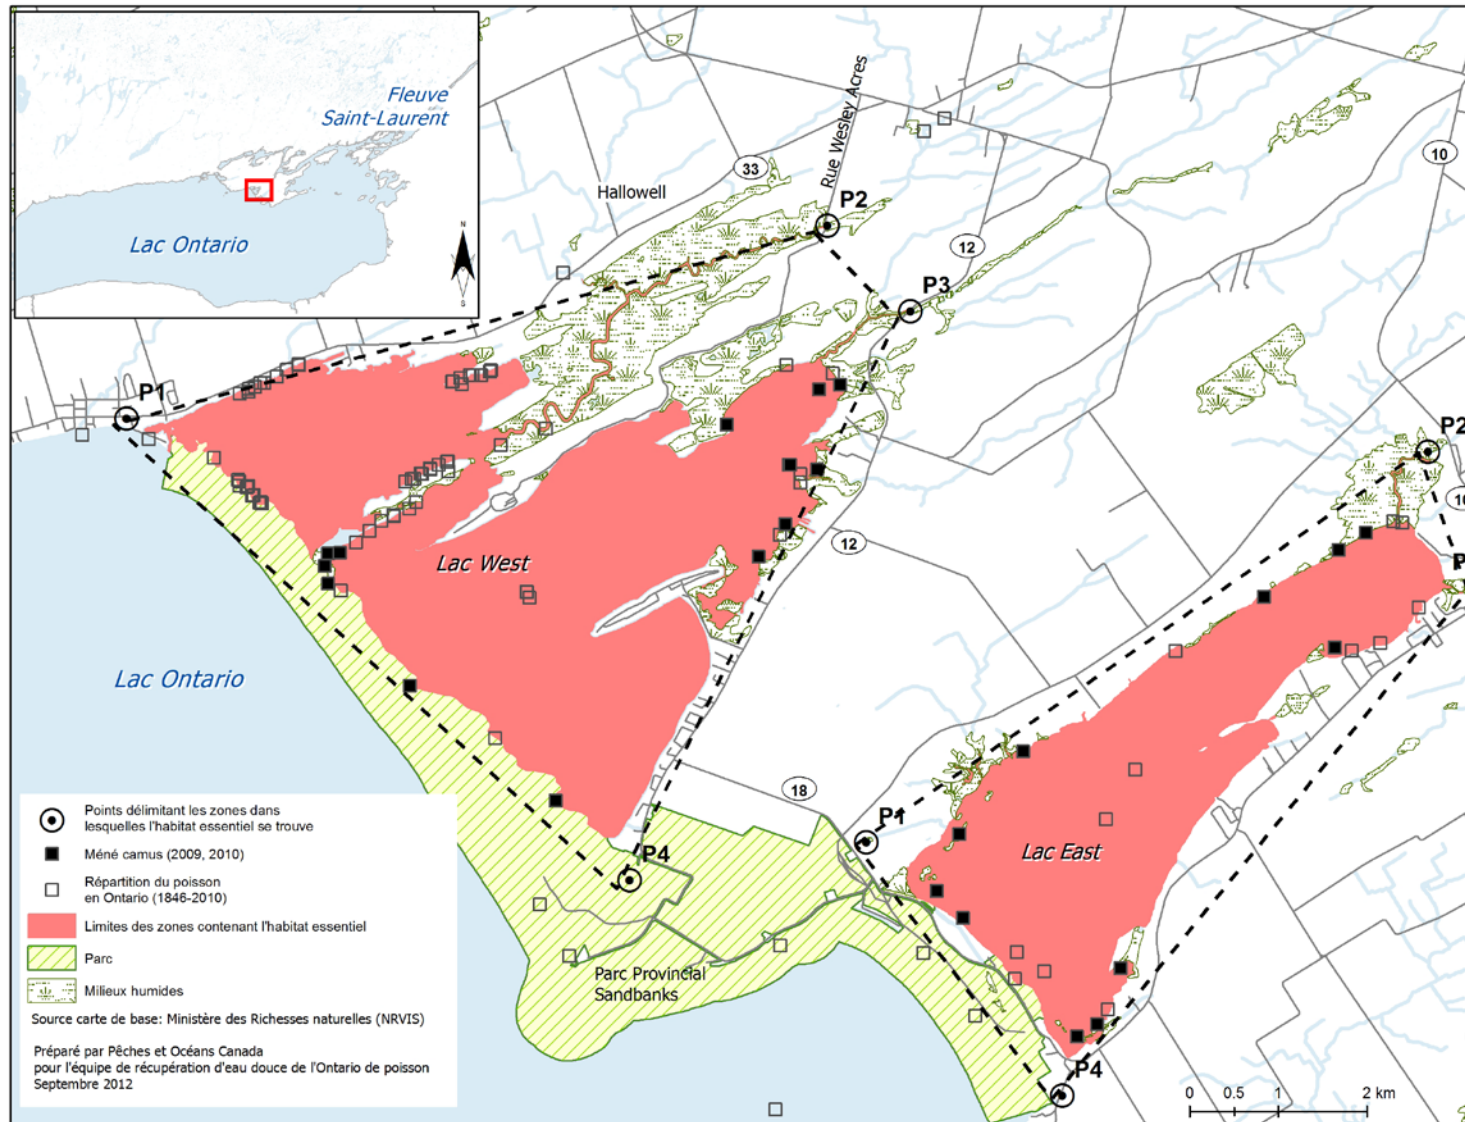 Fleuve
Saint-Laurent
Lac Ontario
N
S
Rue Wesley Acres
33
Hallowell
10
P2
12
P3
P1
P2
10
12
Lac West
P
Lac Ontario
18
P1
Lac East
P4
Parc Provincial
Sandbanks
P4
Points délimitant les zones dans
lesquelles l'habitat essentiel se trouve
Méné camus (2009, 2010)
Répartition du poisson
en Ontario (1846-2010)
Limites des zones contenant l'habitat essentiel
Parc
Milieux humides
Source carte de base: Ministère des Richesses naturelles (NRVIS)
Préparé par Pêches et Océans Canada
pour l'équipe de récupération d'eau douce de l'Ontario de poisson
Septembre 2012
0 0.5 1 2 km